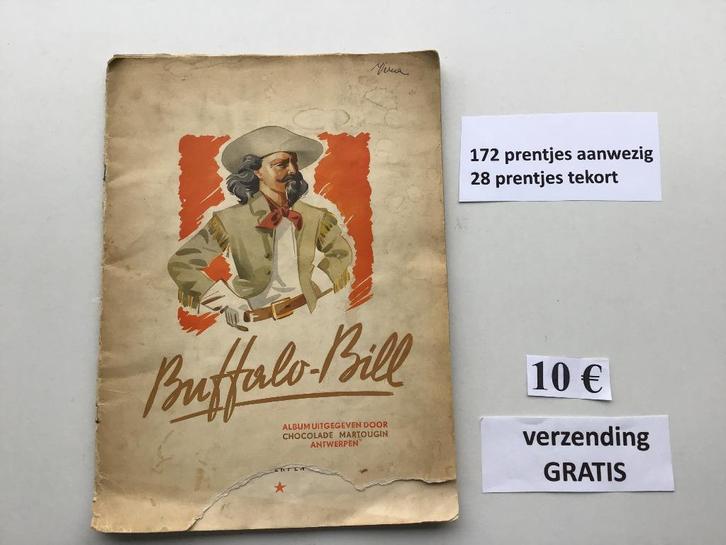 Buffalo-Bill
ALBUM UITGEGEVEN DOOR
CHOCOLADE MARTOUGIN
ANTWERPEN
172 prentjes aanwezig
28 prentjes tekort
10 €
verzending
GRATIS